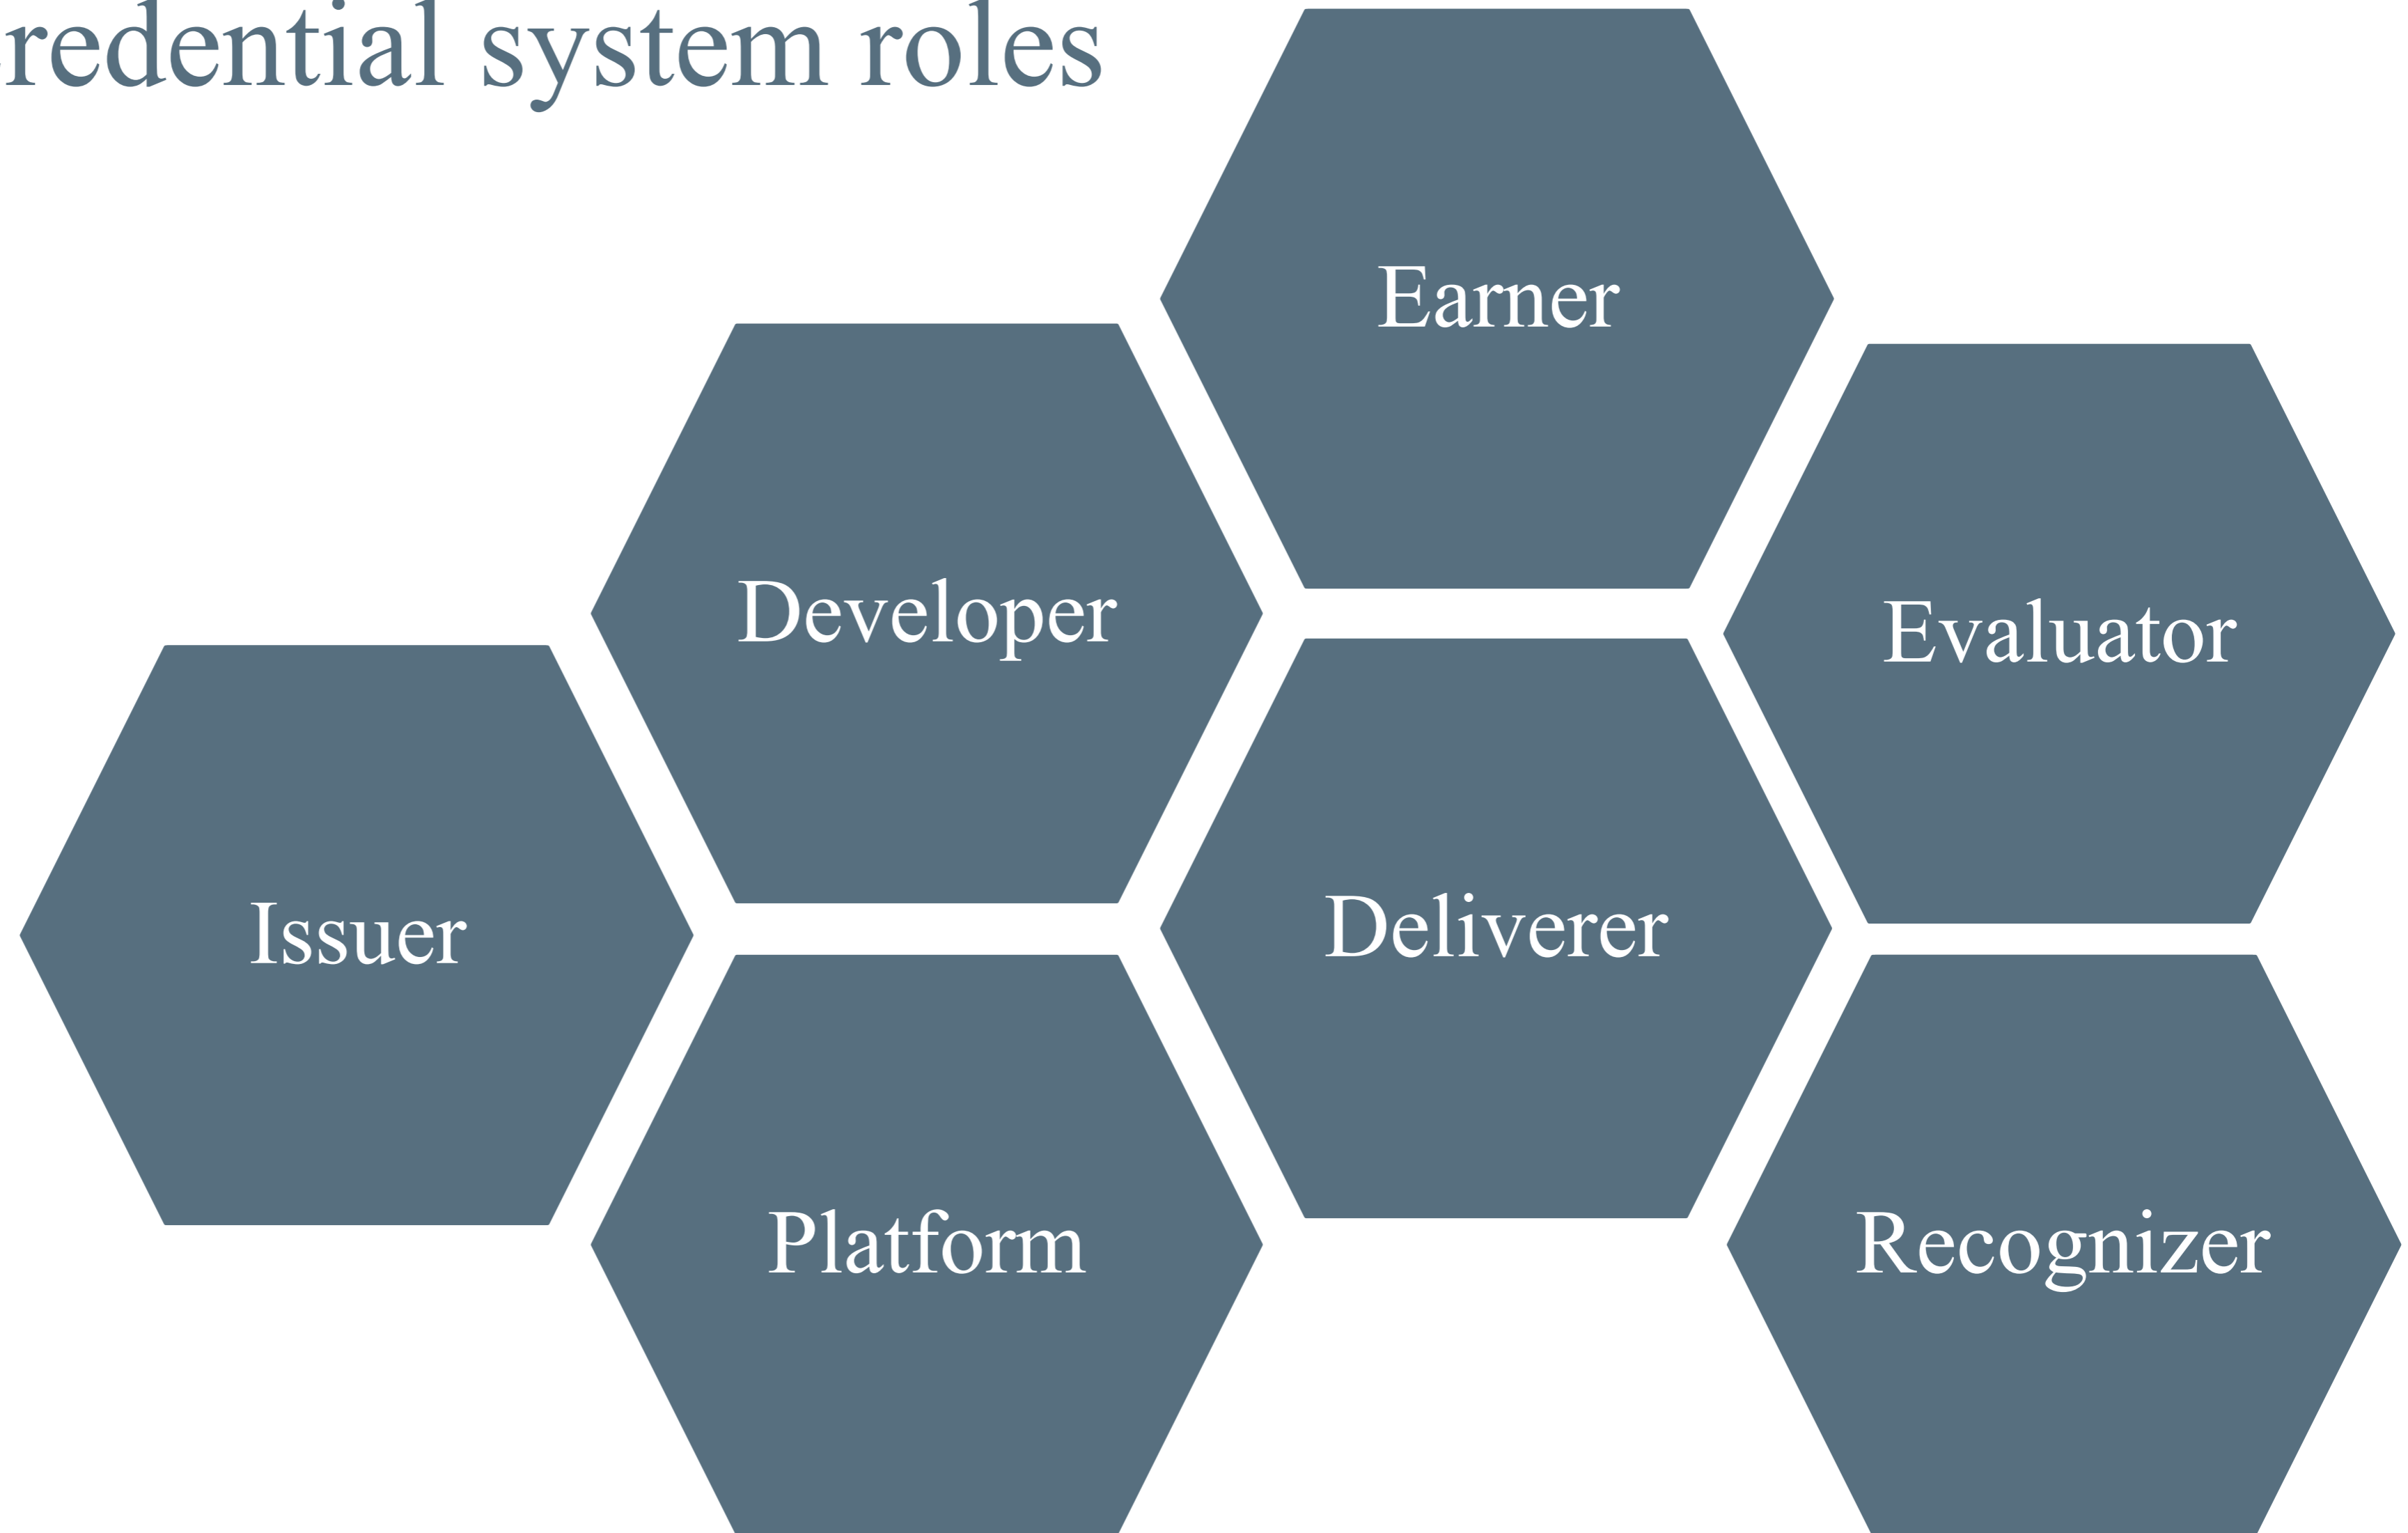 redential system roles
Earner
Developer
Evaluator
Issuer
Deliverer
Platform
Recognizer